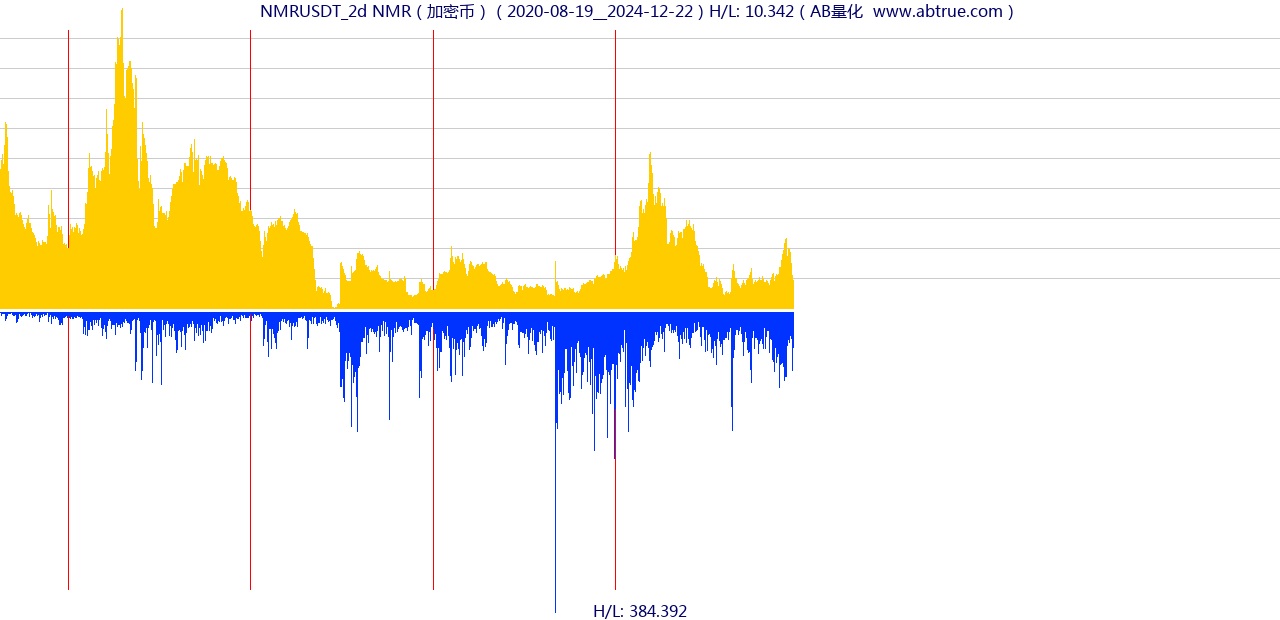 NMRUSDT_2d NMR ( 加密币 ) ( 2020-08-19__2024-12-22 ) H/L: 10.342 ( AB量化  www.abtrue.com )
H/L: 384.392